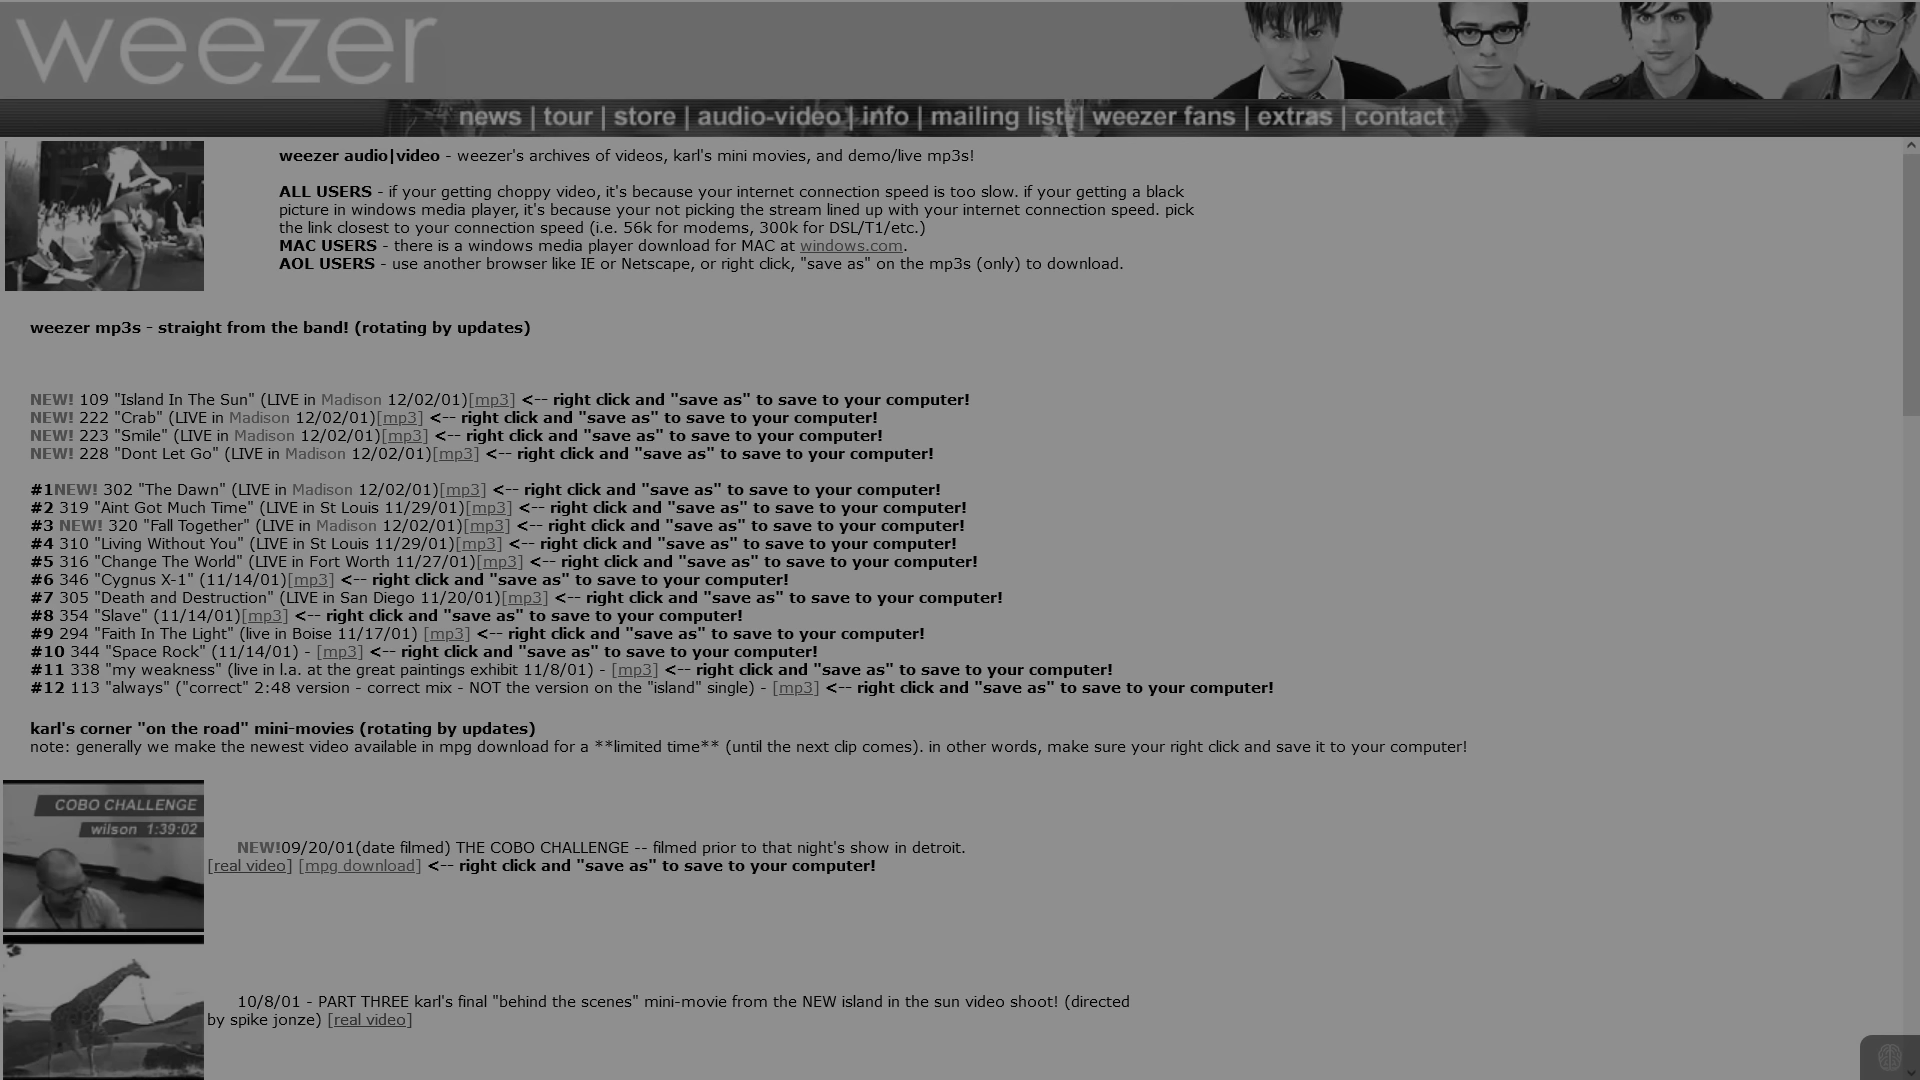 weezer
news | tour | store | audio-video | info | mailing list | weezer fans | extras | contact
weezer audio|video - weezer's archives of videos, karl's mini movies, and demo/live mp3s!
ALL USERS - if your getting choppy video, it's because your internet connection speed is too slow. if your getting a black
picture in windows media player, it's because your not picking the stream lined up with your internet connection speed. pick
the link closest to your connection speed (i.e. 56k for modems, 300k for DSL/T1/etc.)
MAC USERS - there is a windows media player download for MAC at windows.com.
AOL USERS - use another browser like IE or Netscape, or right click, "save as" on the mp3s (only) to download.
weezer mp3s - straight from the band! (rotating by updates)
NEW! 109 "Island In The Sun" (LIVE in Madison 12/02/01)[mp3] <-- right click and "save as" to save to your computer!
NEW! 222 "Crab" (LIVE in Madison 12/02/01)[mp3] <-- right click and "save as" to save to your computer!
NEW! 223 "Smile" (LIVE in Madison 12/02/01)[mp3] <-- right click and "save as" to save to your computer!
NEW! 228 "Dont Let Go" (LIVE in Madison 12/02/01)[mp3] <-- right click and "save as" to save to your computer!
#1NEW! 302 "The Dawn" (LIVE in Madison 12/02/01)[mp3] <-- right click and "save as" to save to your computer!
#2 319 "Aint Got Much Time" (LIVE in St Louis 11/29/01)[mp3] <-- right click and "save as" to save to your computer!
#3 NEW! 320 "Fall Together" (LIVE in Madison 12/02/01)[mp3] <-- right click and "save as" to save to your computer!
#4 310 "Living Without You" (LIVE in St Louis 11/29/01)[mp3] <-- right click and "save as" to save to your computer!
#5 316 "Change The World" (LIVE in Fort Worth 11/27/01)[mp3] <-- right click and "save as" to save to your computer!
#6 346 "Cygnus X-1" (11/14/01)[mp3] <-- right click and "save as" to save to your computer!
#7 305 "Death and Destruction" (LIVE in San Diego 11/20/01)[mp3] <-- right click and "save as" to save to your computer!
#8 354 "Slave" (11/14/01)[mp3] <-- right click and "save as" to save to your computer!
#9 294 "Faith In The Light" (live in Boise 11/17/01) [mp3] <-- right click and "save as" to save to your computer!
#10 344 "Space Rock" (11/14/01) - [mp3] <-- right click and "save as" to save to your computer!
#11 338 "my weakness" (live in l.a. at the great paintings exhibit 11/8/01) - [mp3] <-- right click and "save as" to save to your computer!
#12 113 "always" ("correct" 2:48 version - correct mix - NOT the version on the "island" single) - [mp3] <-- right click and "save as" to save to your computer!
karl's corner "on the road" mini-movies (rotating by updates)
note: generally we make the newest video available in mpg download for a **limited time** (until the next clip comes). in other words, make sure your right click and save it to your computer!
COBO CHALLENGE
wilson 1:39:02
NEW!09/20/01(date filmed) THE COBO CHALLENGE -- filmed prior to that night's show in detroit.
[real video] [mpg download] <-- right click and "save as" to save to your computer!
10/8/01 - PART THREE karl's final "behind the scenes" mini-movie from the NEW island in the sun video shoot! (directed
by spike jonze) [real video]